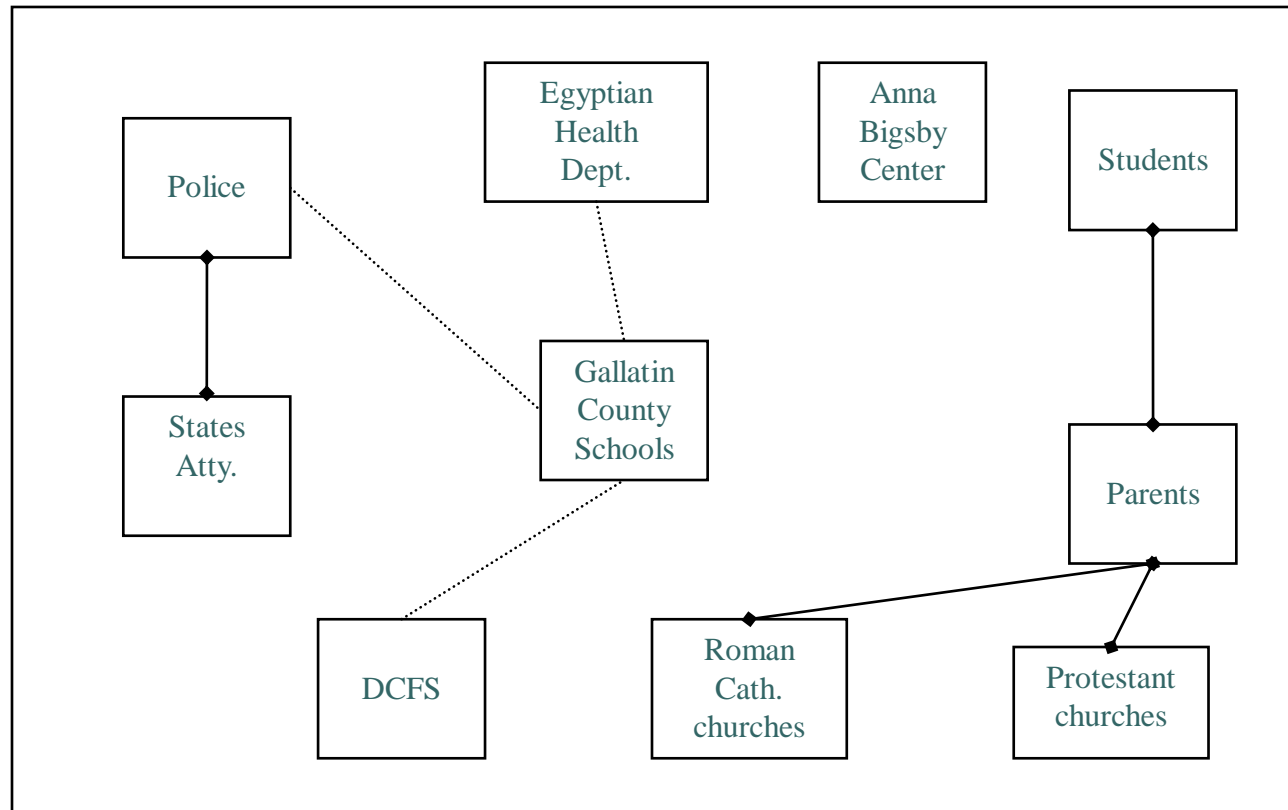 Egyptian
Health
Dept.
Anna
Bigsby
Center
Students
Police
Gallatin
County
Schools
States
Atty.
Parents
DCFS
Roman
Cath.
churches
Protestant
churches